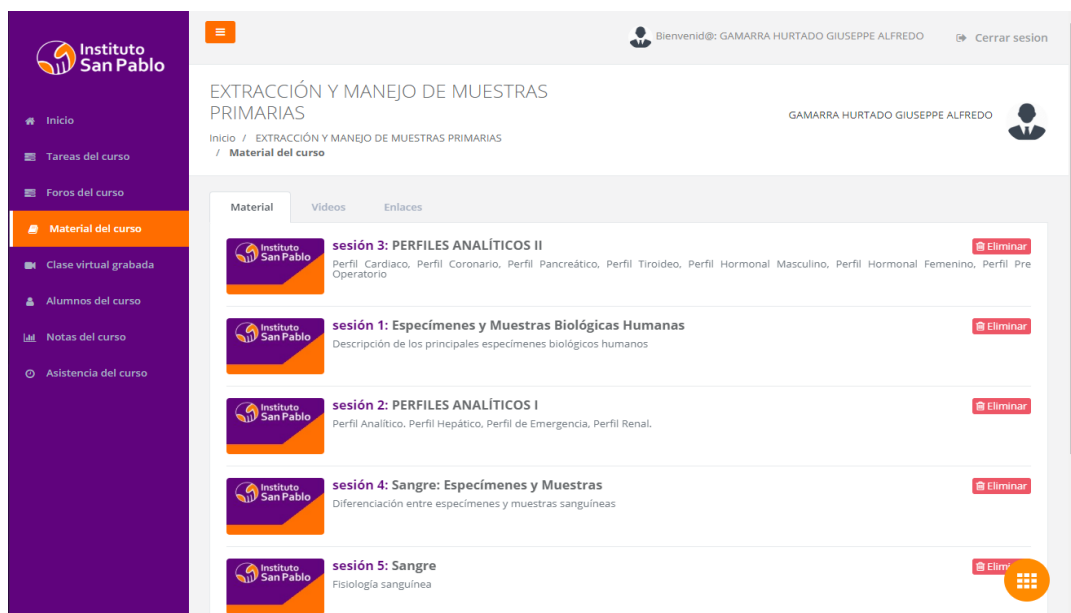 Instituto
San Pablo
Bienvenid@: GAMARRA HURTADO GIUSEPPE ALFREDO
Cerrar sesion
EXTRACCIÓN Y MANEJO DE MUESTRAS
PRIMARIAS
Inicio / EXTRACCIÓN Y MANEJO DE MUESTRAS PRIMARIAS
/ Material del curso
GAMARRA HURTADO GIUSEPPE ALFREDO
Inicio
Tareas del curso
Foros del curso
Material del curso
Clase virtual grabada
Alumnos del curso
Notas del curso
Asistencia del curso
Material Videos Enlaces
Instituto
San Pablo
sesión 3: PERFILES ANALÍTICOS II
Eliminar
Perfil Cardiaco, Perfil Coronario, Perfil Pancreático, Perfil Tiroideo, Perfil Hormonal Masculino, Perfil Hormonal Femenino, Perfil Pre
Operatorio
Instituto
San Pablo
sesión 1: Especímenes y Muestras Biológicas Humanas
Eliminar
Descripción de los principales especímenes biológicos humanos
Instituto
San Pablo
sesión 2: PERFILES ANALÍTICOS I
Eliminar
Perfil Analítico. Perfil Hepático, Perfil de Emergencia, Perfil Renal.
Instituto
San Pablo
sesión 4: Sangre: Especímenes y Muestras
Eliminar
Diferenciación entre especímenes y muestras sanguíneas
Instituto
San Pablo
sesión 5: Sangre
Fisiología sanguínea